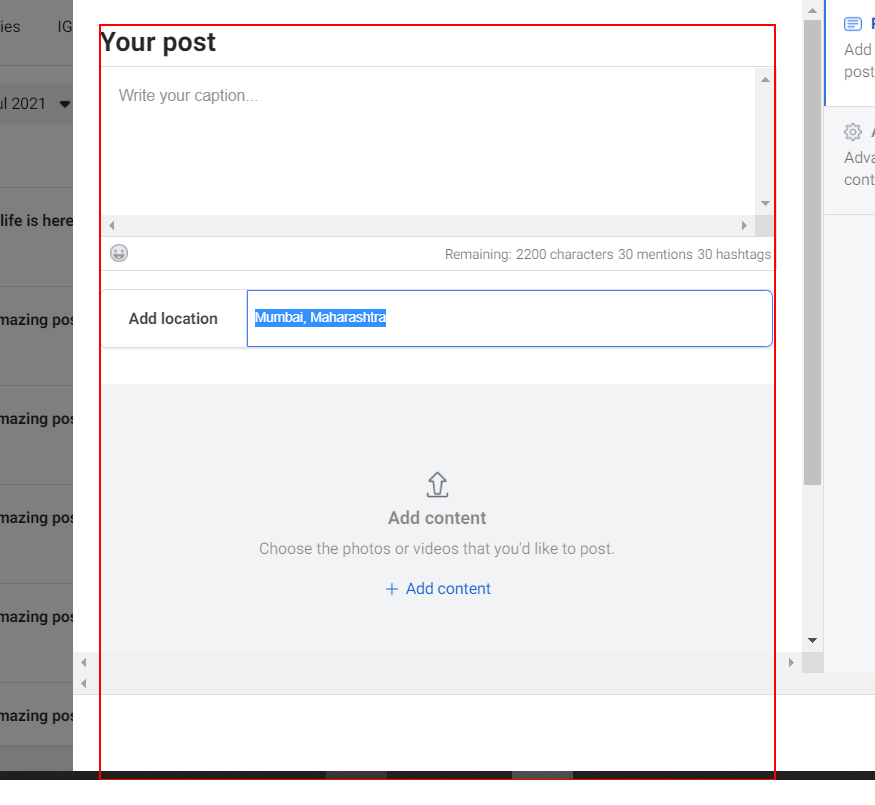 ies IG
ul 2021
life is here
mazing pos
mazing pos
mazing pos
mazing pos
mazing pos
Your post
Write your caption...
Remaining: 2200 characters 30 mentions 30 hashtags
Add location
Mumbai, Maharashtra
Add content
Choose the photos or videos that you'd like to post.
+ Add content
Add
post
Adva
cont